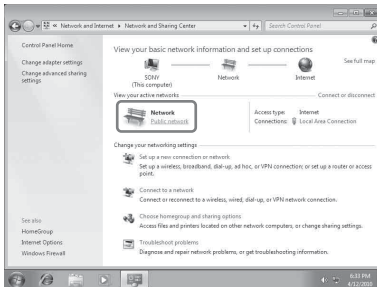 « Network and Internet ▸ Network and Sharing Center
Search Control Panel
Control Panel Home
Change adapter settings
Change advanced sharing
settings
View your basic network information and set up connections
See full map
SONY
(This computer)
Network
Internet
View your active networks
Connect or disconnect
Network
Public network
Access type: Internet
Connections: Local Area Connection
Change your networking settings
Set up a new connection or network
Set up a wireless, broadband, dial-up, ad hoc, or VPN connection; or set up a router or access
point.
Connect to a network
Connect or reconnect to a wireless, wired, dial-up, or VPN network connection.
Choose homegroup and sharing options
Access files and printers located on other network computers, or change sharing settings.
Troubleshoot problems
Diagnose and repair network problems, or get troubleshooting information.
See also
HomeGroup
Internet Options
Windows Firewall
6:33 PM
4/12/2010